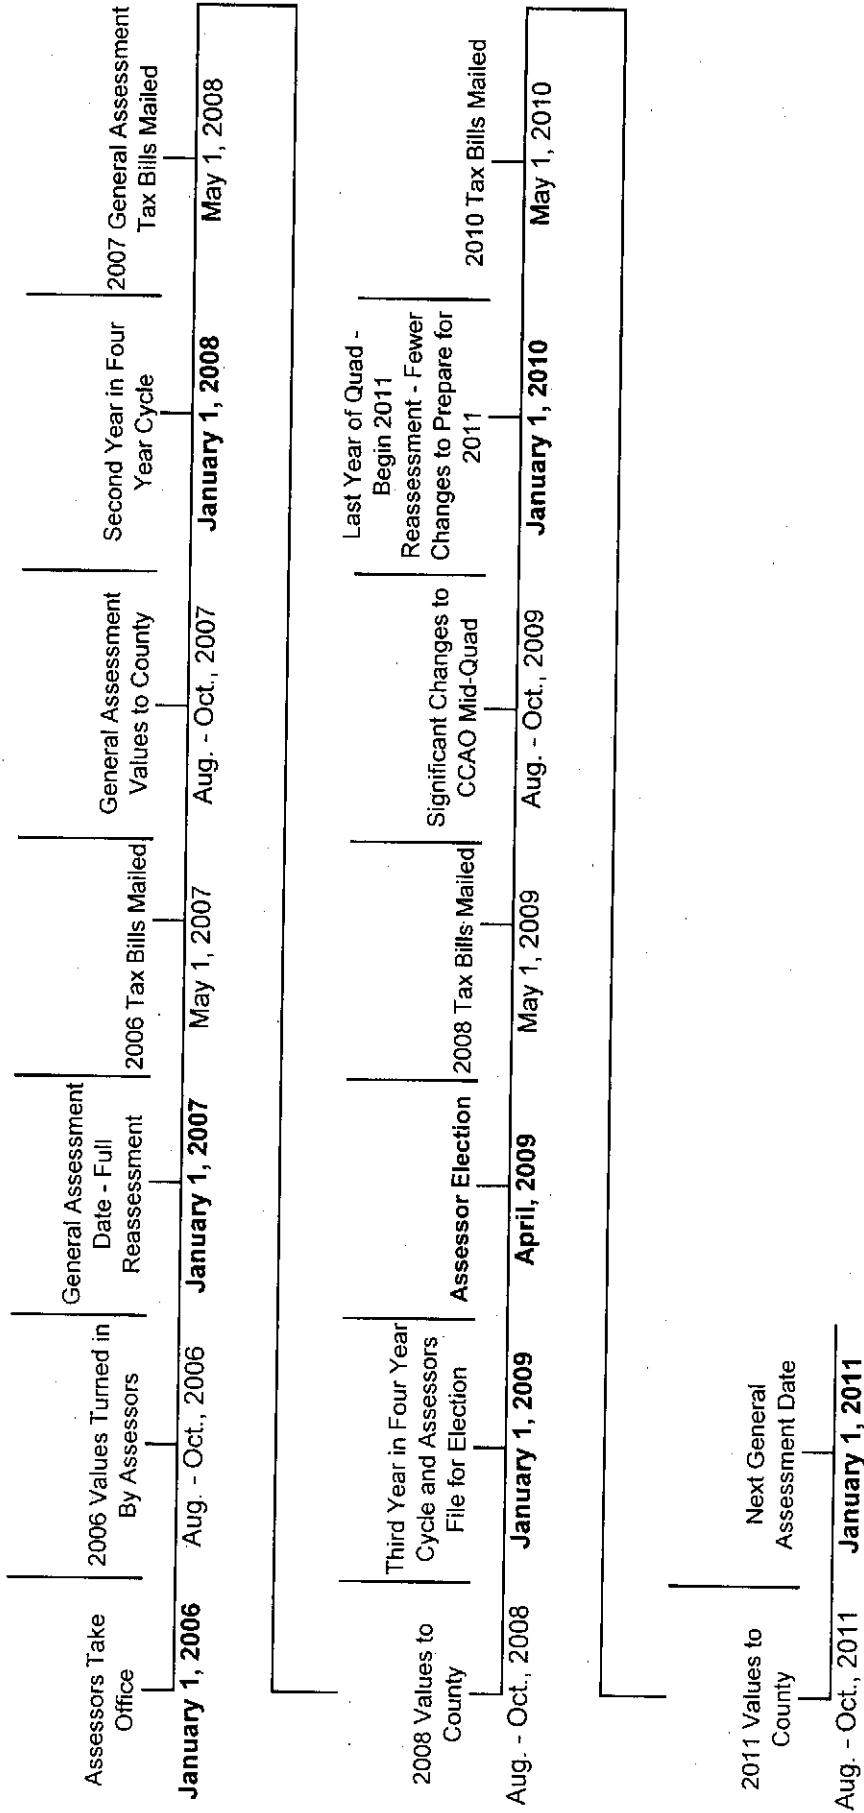 Assessors Take
Office
January 1, 2006
2006 Values Turned in
By Assessors
Aug. - Oct., 2006
General Assessment
Date - Full
Reassessment
January 1, 2007
2006 Tax Bills Mailed
May 1, 2007
General Assessment
Values to County
Aug. - Oct., 2007
Second Year in Four
Year Cycle
January 1, 2008
2007 General Assessment
Tax Bills Mailed
May 1, 2008
2008 Values to
County
Aug. - Oct., 2008
Third Year in Four Year
Cycle and Assessors
File for Election
January 1, 2009
Assessor Election
April, 2009
2008 Tax Bills Mailed
May 1, 2009
Significant Changes to
CCAO Mid-Quad
Aug. - Oct., 2009
Last Year of Quad -
Begin 2011
Reassessment - Fewer
Changes to Prepare for
2011
January 1, 2010
2010 Tax Bills Mailed
May 1, 2010
2011 Values to
County
Aug. - Oct., 2011
Next General
Assessment Date
January 1, 2011